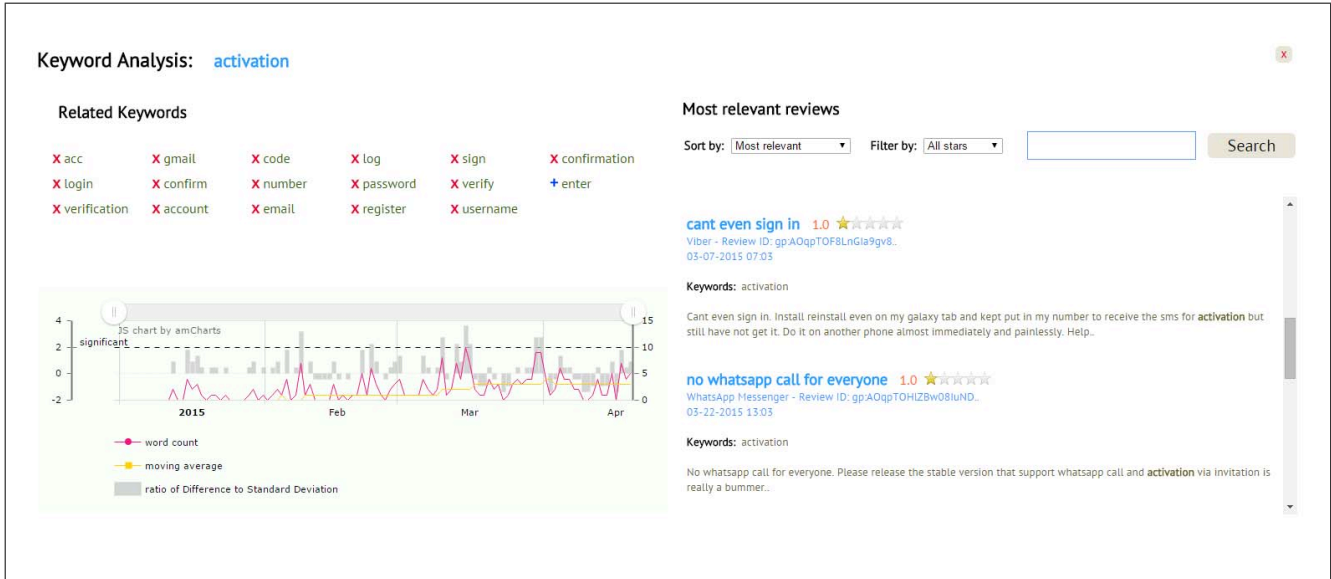 Keyword Analysis: activation
x
Related Keywords
X acc X gmail X code X log X sign X confirmation
X login X confirm X number X password X verify + enter
X verification X account X email X register X username
4
2
0
-2
15
10
5
0
JS chart by amCharts
significant
2015 Feb Mar Apr
word count
moving average
ratio of Difference to Standard Deviation
Most relevant reviews
Sort by: Most relevant Filter by: All stars Search
cant even sign in 1.0
Viber - Review ID: gp:AOqpTOF8LnGIa9gv8..
03-07-2015 07:03
Keywords: activation
Cant even sign in. Install reinstall even on my galaxy tab and kept put in my number to receive the sms for activation but
still have not get it. Do it on another phone almost immediately and painlessly. Help..
no whatsapp call for everyone 1.0
WhatsApp Messenger - Review ID: gp:AOqpTOHlZBw08IuND..
03-22-2015 13:03
Keywords: activation
No whatsapp call for everyone. Please release the stable version that support whatsapp call and activation via invitation is
really a bummer..